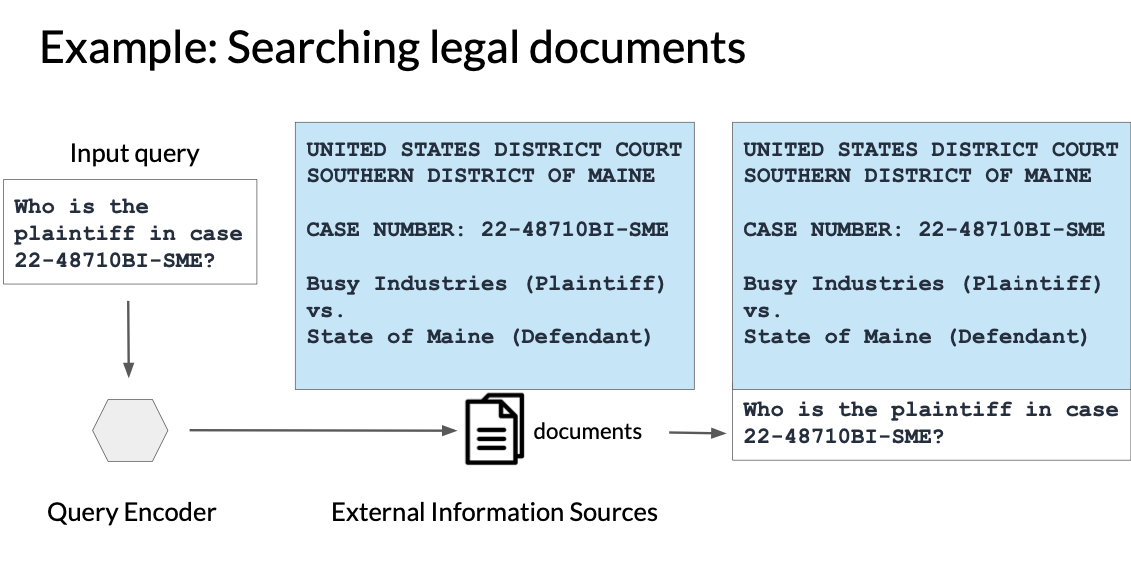 Example: Searching legal documents
Input query
Who is the
plaintiff in case
22-48710BI-SME?
Query Encoder
UNITED STATES DISTRICT COURT
SOUTHERN DISTRICT OF MAINE
CASE NUMBER: 22-48710BI-SME
Busy Industries (Plaintiff)
vs.
State of Maine (Defendant)
documents
External Information Sources
UNITED STATES DISTRICT COURT
SOUTHERN DISTRICT OF MAINE
CASE NUMBER: 22-48710BI-SME
Busy Industries (Plaintiff)
vs.
State of Maine (Defendant)
Who is the plaintiff in case
22-48710BI-SME?